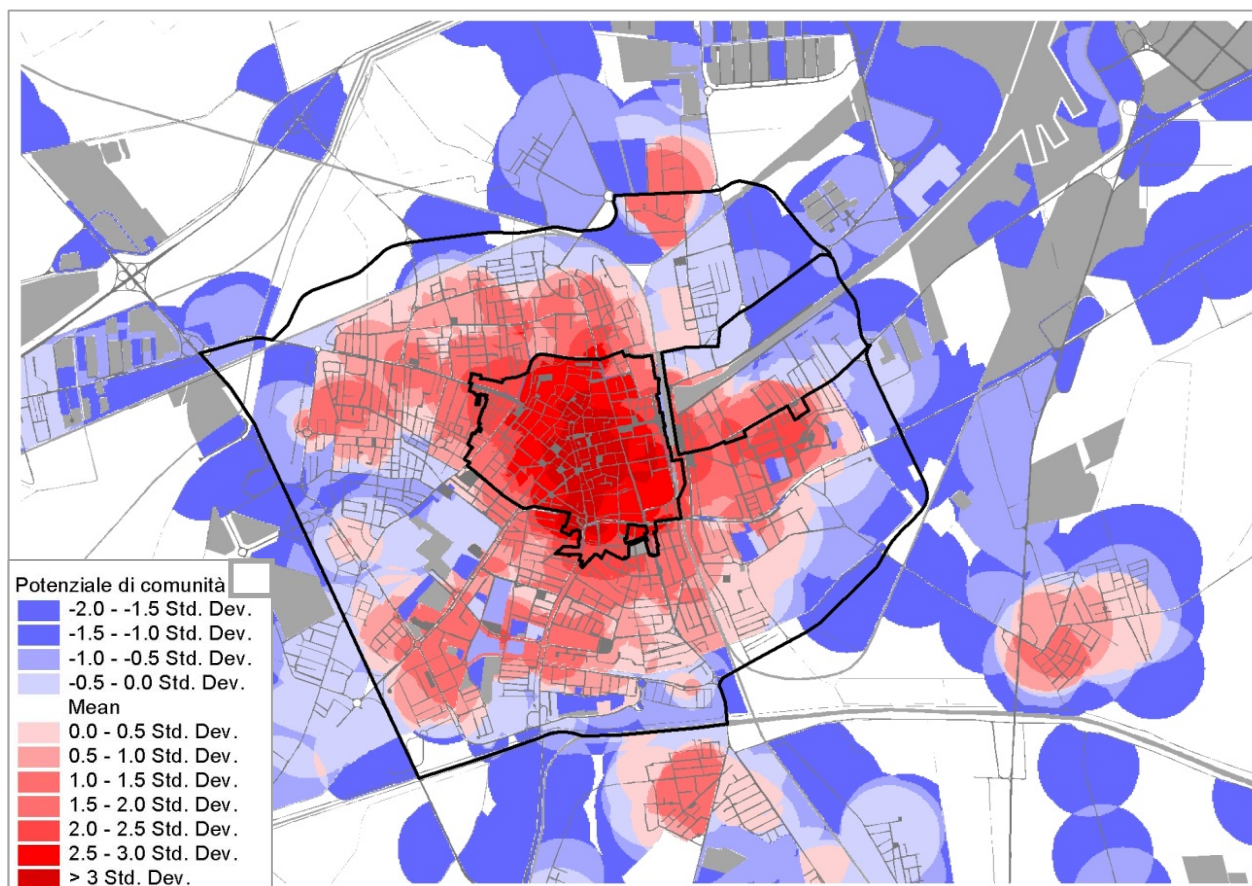 Potenziale di comunità
-2.0 - -1.5 Std. Dev.
-1.5 - -1.0 Std. Dev.
-1.0 - -0.5 Std. Dev.
-0.5 - 0.0 Std. Dev.
Mean
0.0 - 0.5 Std. Dev.
0.5 - 1.0 Std. Dev.
1.0 - 1.5 Std. Dev.
1.5 - 2.0 Std. Dev.
2.0 - 2.5 Std. Dev.
2.5 - 3.0 Std. Dev.
> 3 Std. Dev.